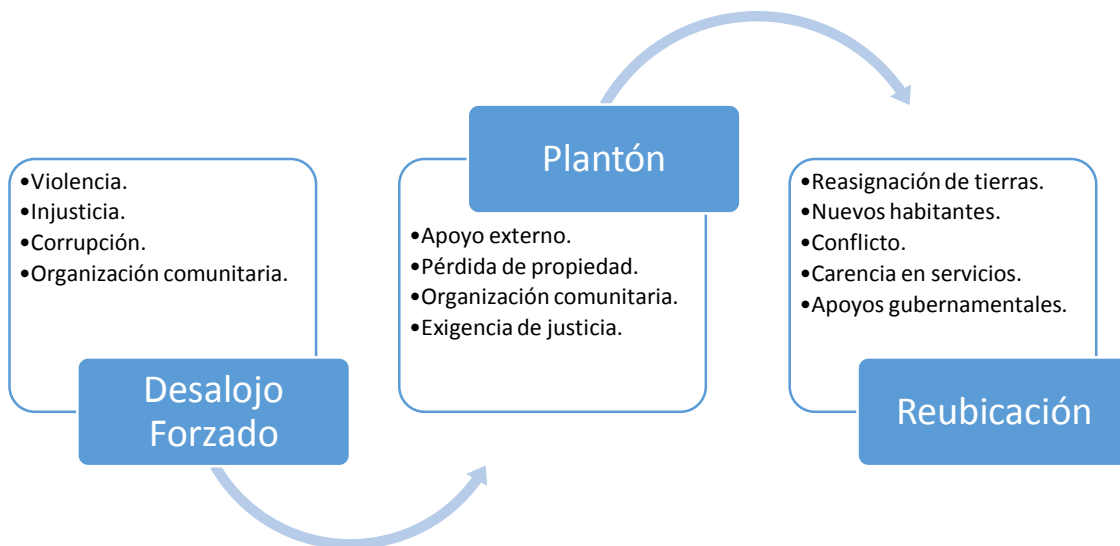 •Violencia.
•Injusticia.
•Corrupción.
•Organización comunitaria.
Desalojo
Forzado
Plantón
•Apoyo externo.
•Pérdida de propiedad.
•Organización comunitaria.
•Exigencia de justicia.
•Reasignación de tierras.
•Nuevos habitantes.
•Conflicto.
•Carencia en servicios.
•Apoyos gubernamentales.
Reubicación